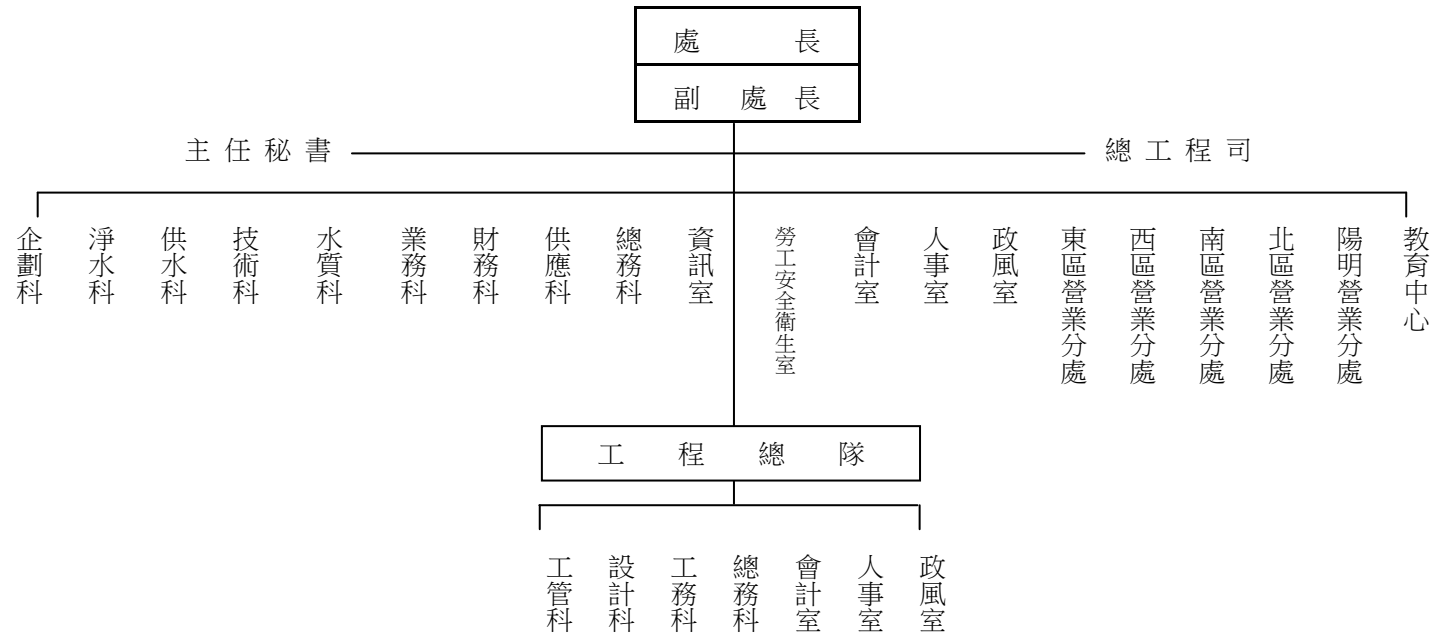 處長
副處長
主任秘書
總工程司
企劃科
淨水科
供水科
技術科
水質科
業務科
財務科
供應科
總務科
資訊室
勞工安全衛生室
會計室
人事室
政風室
東區營業分處
西區營業分處
南區營業分處
北區營業分處
陽明營業分處
教育中心
工程總隊
工管科
設計科
工務科
總務科
會計室
人事室
政風室